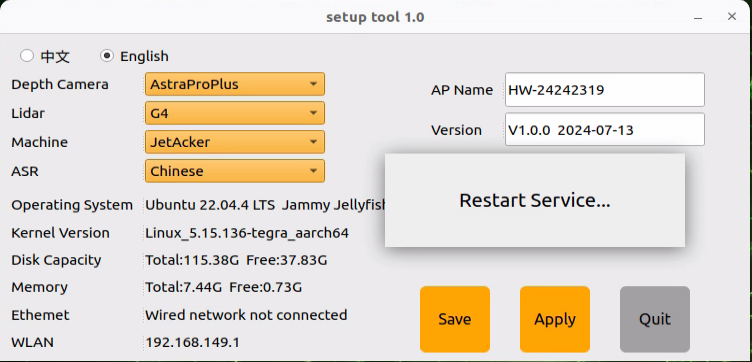 setup tool 1.0
中文 English
Depth Camera AstraProPlus
Lidar G4
Machine JetAcker
ASR Chinese
AP Name HW-24242319
Version V1.0.0 2024-07-13
Restart Service...
Operating System Ubuntu 22.04.4 LTS Jammy Jellyfish
Kernel Version Linux_5.15.136-tegra_aarch64
Disk Capacity Total:115.38G Free:37.83G
Memory Total:7.44G Free:0.73G
Ethemet Wired network not connected
WLAN 192.168.149.1
Save Apply Quit